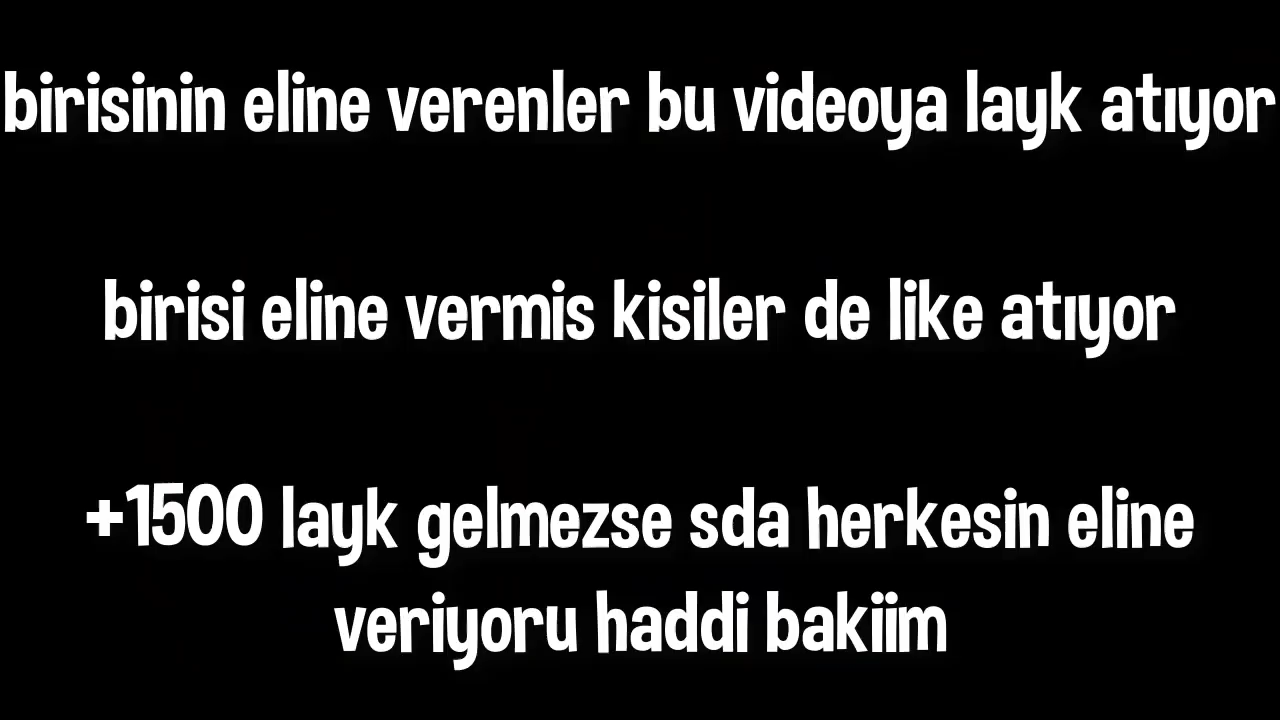 birisinin eline verenler bu videoya layk atıyor
birisi eline vermis kisiler de like atıyor
+1500 layk gelmezse sda herkesin eline
veriyoru haddi bakiim